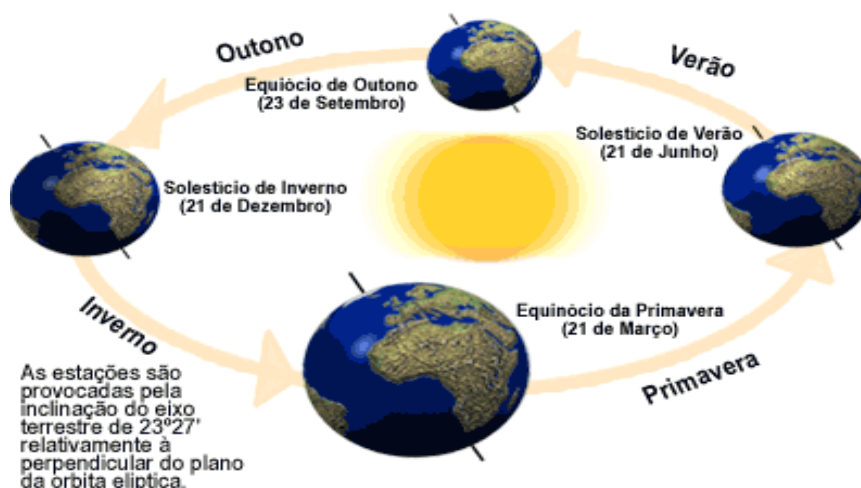 Outono
Verão
Equiócio de Outono
(23 de Setembro)
Solestício de Verão
(21 de Junho)
Solestício de Inverno
(21 de Dezembro)
Inverno
Equinócio da Primavera
(21 de Março)
Primavera
As estações são
provocadas pela
inclinação do eixo
terrestre de 23º27'
relativamente à
perpendicular do plano
da órbita elíptica.